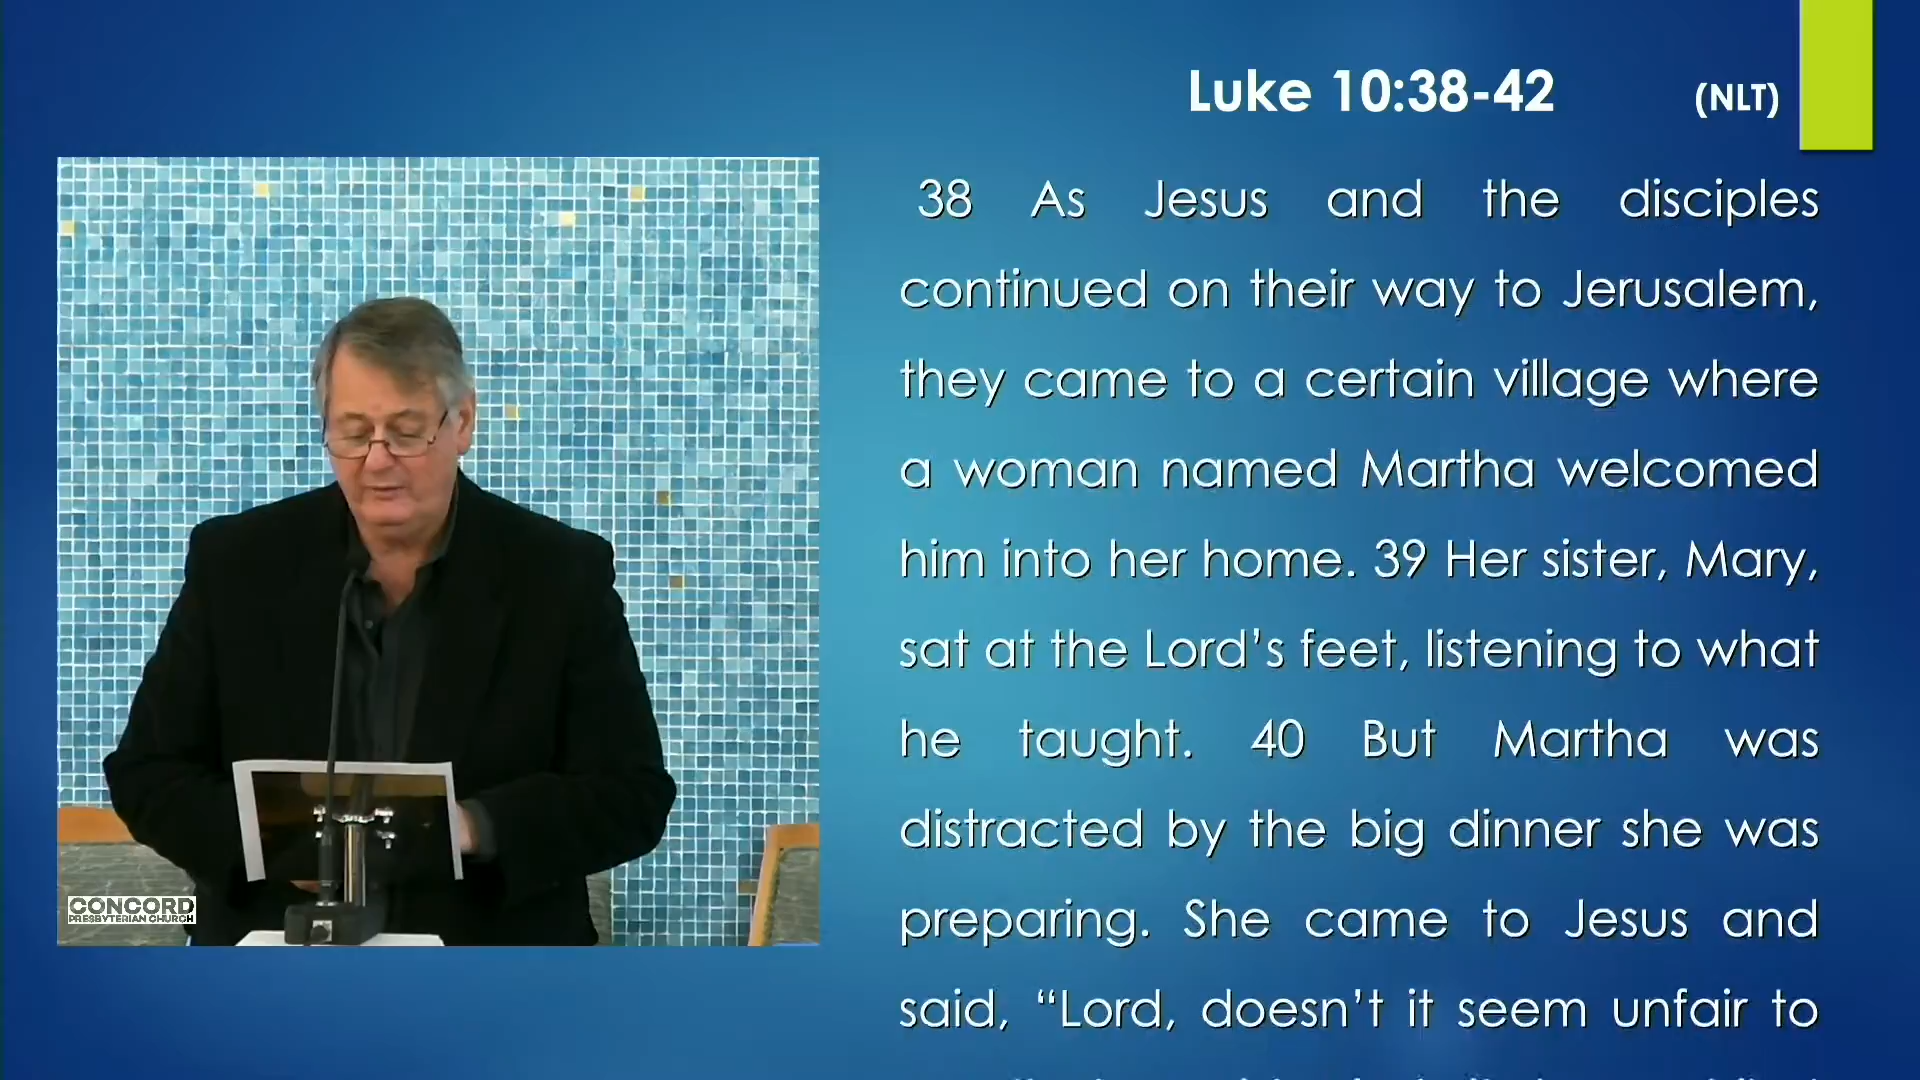 Luke 10:38-42 (NLT)
38 As Jesus and the disciples
continued on their way to Jerusalem,
they came to a certain village where
a woman named Martha welcomed
him into her home. 39 Her sister, Mary,
sat at the Lord’s feet, listening to what
he taught. 40 But Martha was
distracted by the big dinner she was
preparing. She came to Jesus and
said, “Lord, doesn’t it seem unfair to
CONCORD
PRESBYTERIAN CHURCH